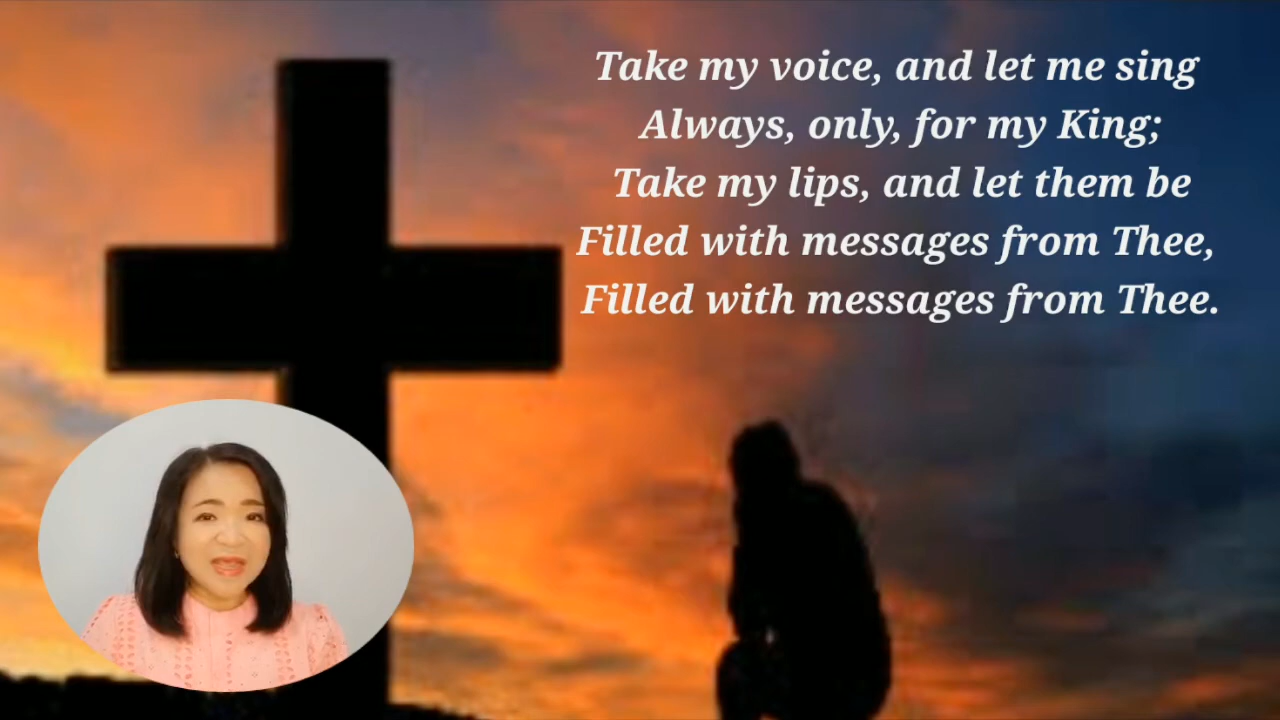 Take my voice, and let me sing
Always, only, for my King;
Take my lips, and let them be
Filled with messages from Thee,
Filled with messages from Thee.